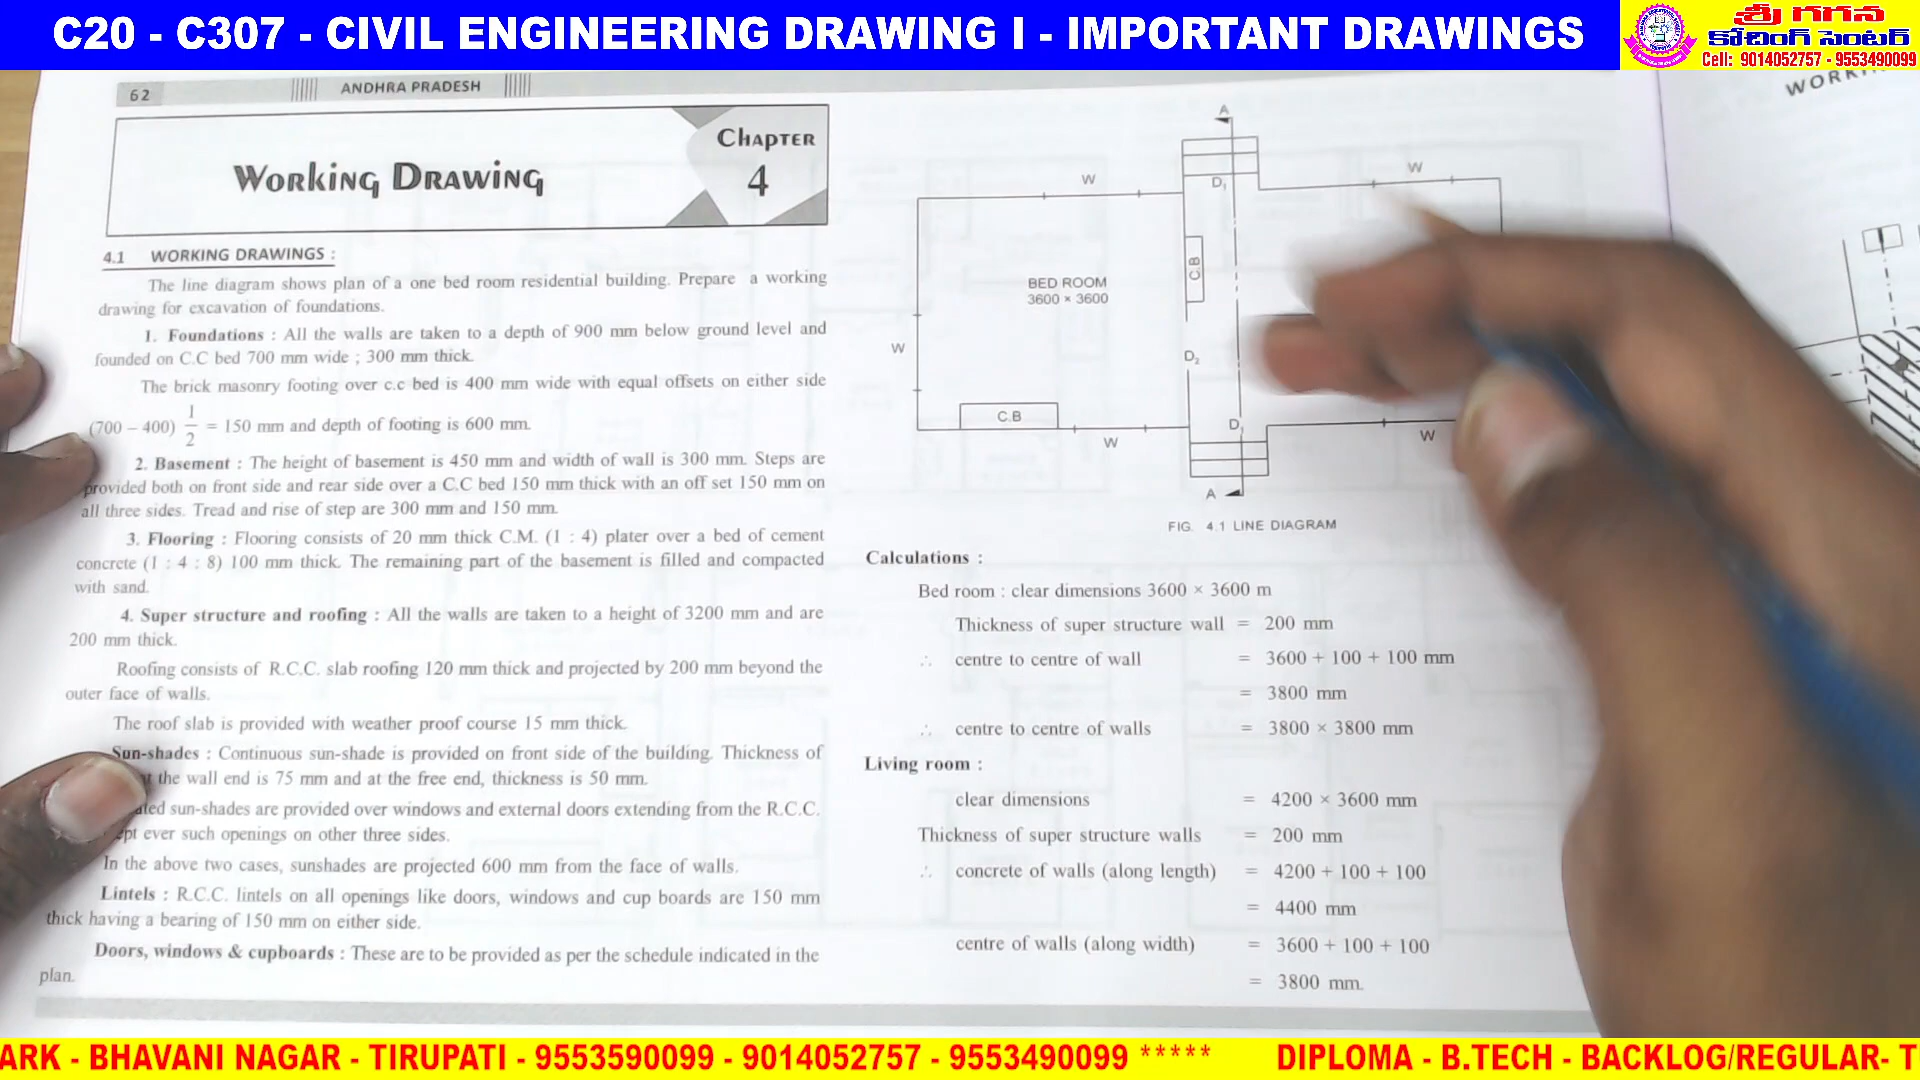 C20 - C307 - CIVIL ENGINEERING DRAWING I - IMPORTANT DRAWINGS
శ్రీ గగన
కోచింగ్ సెంటర్
Cell: 9014052757 - 9553490099
62
ANDHRA PRADESH
CHAPTER
4
WORKING DRAWING
4.1 WORKING DRAWINGS :
The line diagram shows plan of a one bed room residential building. Prepare a working
drawing for excavation of foundations.
1. Foundations : All the walls are taken to a depth of 900 mm below ground level and
founded on C.C bed 700 mm wide ; 300 mm thick.
The brick masonry footing over c.c bed is 400 mm wide with equal offsets on either side
(700 – 400) 1/2 = 150 mm and depth of footing is 600 mm.
2. Basement : The height of basement is 450 mm and width of wall is 300 mm. Steps are
provided both on front side and rear side over a C.C bed 150 mm thick with an off set 150 mm on
all three sides. Tread and rise of step are 300 mm and 150 mm.
3. Flooring : Flooring consists of 20 mm thick C.M. (1 : 4) plater over a bed of cement
concrete (1 : 4 : 8) 100 mm thick. The remaining part of the basement is filled and compacted
with sand.
4. Super structure and roofing : All the walls are taken to a height of 3200 mm and are
200 mm thick.
Roofing consists of R.C.C. slab roofing 120 mm thick and projected by 200 mm beyond the
outer face of walls.
The roof slab is provided with weather proof course 15 mm thick.
Sun-shades : Continuous sun-shade is provided on front side of the building. Thickness of
the wall end is 75 mm and at the free end, thickness is 50 mm.
sun-shades are provided over windows and external doors extending from the R.C.C.
ever such openings on other three sides.
In the above two cases, sunshades are projected 600 mm from the face of walls.
Lintels : R.C.C. lintels on all openings like doors, windows and cup boards are 150 mm
thick having a bearing of 150 mm on either side.
Doors, windows & cupboards : These are to be provided as per the schedule indicated in the
plan.
A
W
D1
W
C.B
BED ROOM
3600 × 3600
W
D2
C.B
D1
W
W
A
FIG. 4.1 LINE DIAGRAM
Calculations :
Bed room : clear dimensions 3600 × 3600 m
Thickness of super structure wall = 200 mm
∴ centre to centre of wall = 3600 + 100 + 100 mm
= 3800 mm
∴ centre to centre of walls = 3800 × 3800 mm
Living room :
clear dimensions = 4200 × 3600 mm
Thickness of super structure walls = 200 mm
∴ concrete of walls (along length) = 4200 + 100 + 100
= 4400 mm
centre of walls (along width) = 3600 + 100 + 100
= 3800 mm.
ARK - BHAVANI NAGAR - TIRUPATI - 9553590099 - 9014052757 - 9553490099 ***** DIPLOMA - B.TECH - BACKLOG/REGULAR- T